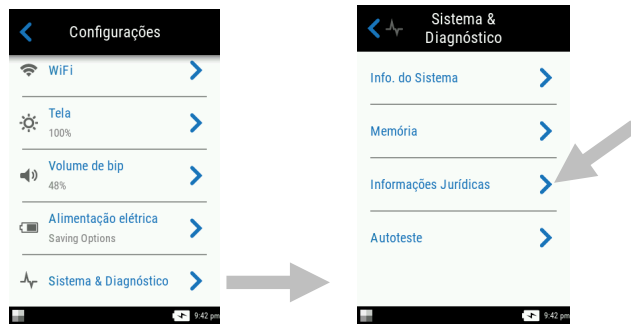 Configurações
WiFi
Tela
100%
Volume de bip
48%
Alimentação elétrica
Saving Options
Sistema & Diagnóstico
9:42 pm
Sistema &
Diagnóstico
Info. do Sistema
Memória
Informações Jurídicas
Autoteste
9:42 pm